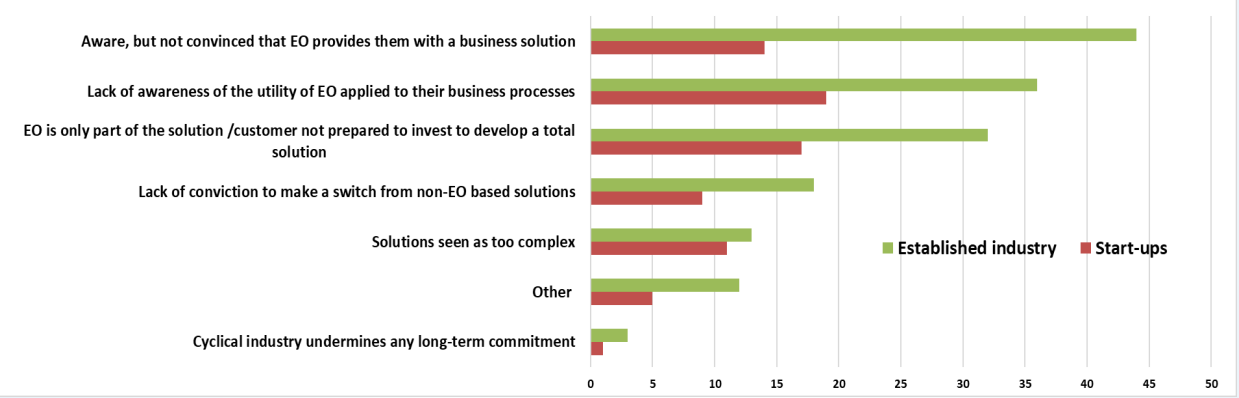 Aware, but not convinced that EO provides them with a business solution
Lack of awareness of the utility of EO applied to their business processes
EO is only part of the solution /customer not prepared to invest to develop a total
solution
Lack of conviction to make a switch from non-EO based solutions
Solutions seen as too complex
Established industry
Start-ups
Other
Cyclical industry undermines any long-term commitment
0 5 10 15 20 25 30 35 40 45 50